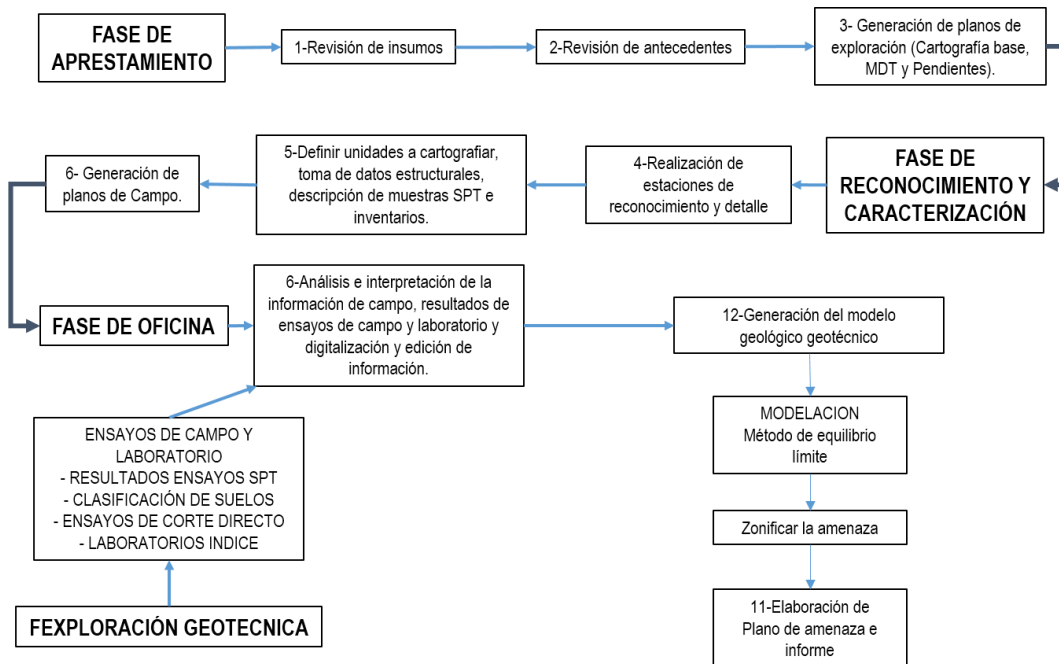 FASE DE
APRESTAMIENTO
1-Revisión de insumos
2-Revisión de antecedentes
3- Generación de planos de
exploración (Cartografía base,
MDT y Pendientes).
FASE DE
RECONOCIMIENTO Y
CARACTERIZACIÓN
4-Realización de
estaciones de
reconocimiento y detalle
5-Definir unidades a cartografiar,
toma de datos estructurales,
descripción de muestras SPT e
inventarios.
6- Generación de
planos de Campo.
FASE DE OFICINA
6-Análisis e interpretación de la
información de campo, resultados de
ensayos de campo y laboratorio y
digitalización y edición de
información.
12-Generación del modelo
geológico geotécnico
MODELACION
Método de equilibrio
límite
Zonificar la amenaza
11-Elaboración de
Plano de amenaza e
informe
ENSAYOS DE CAMPO Y
LABORATORIO
- RESULTADOS ENSAYOS SPT
- CLASIFICACIÓN DE SUELOS
- ENSAYOS DE CORTE DIRECTO
- LABORATORIOS INDICE
FEXPLORACIÓN GEOTECNICA